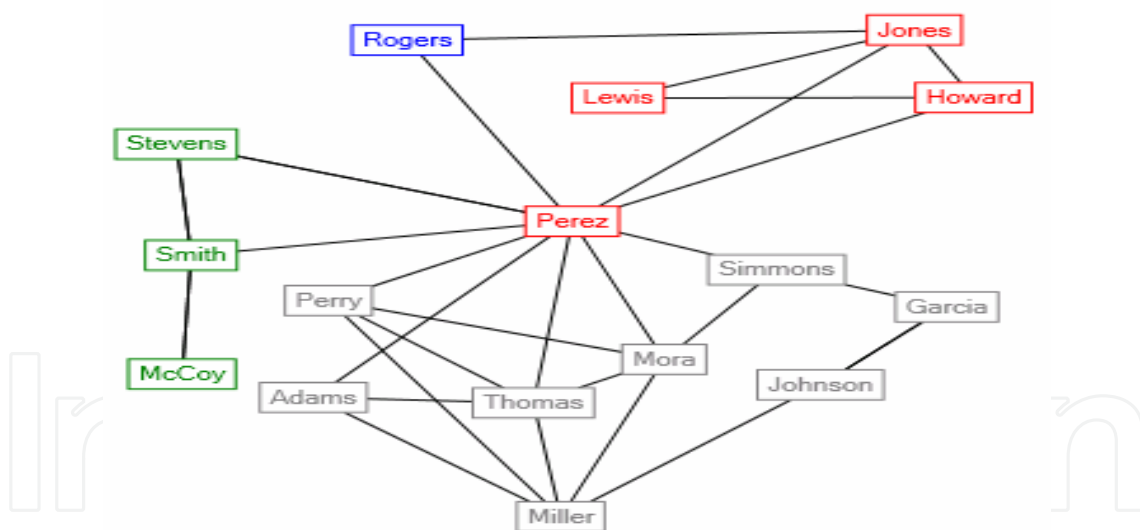 Rogers
Jones
Lewis
Howard
Stevens
Perez
Smith
Simmons
Perry
Garcia
Mora
McCoy
Adams
Thomas
Johnson
Miller